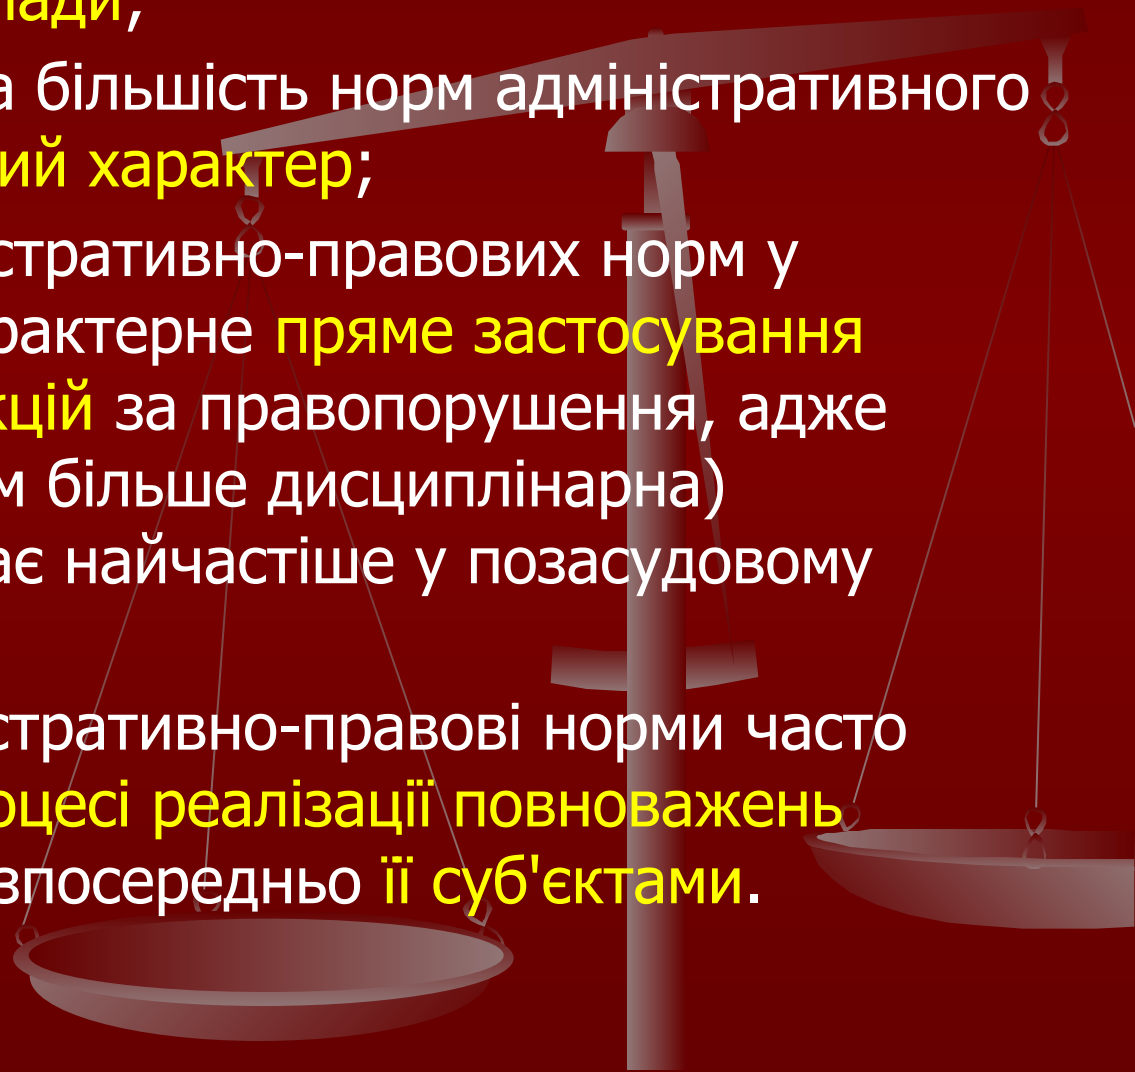 лади;
а більшість норм адміністративного
ий характер;
стративно-правових норм у
рактерне пряме застосування
кцій за правопорушення, адже
м більше дисциплінарна)
ає найчастіше у позасудовому
стративно-правові норми часто
оцесі реалізації повноважень
зпосередньо її суб'єктами.